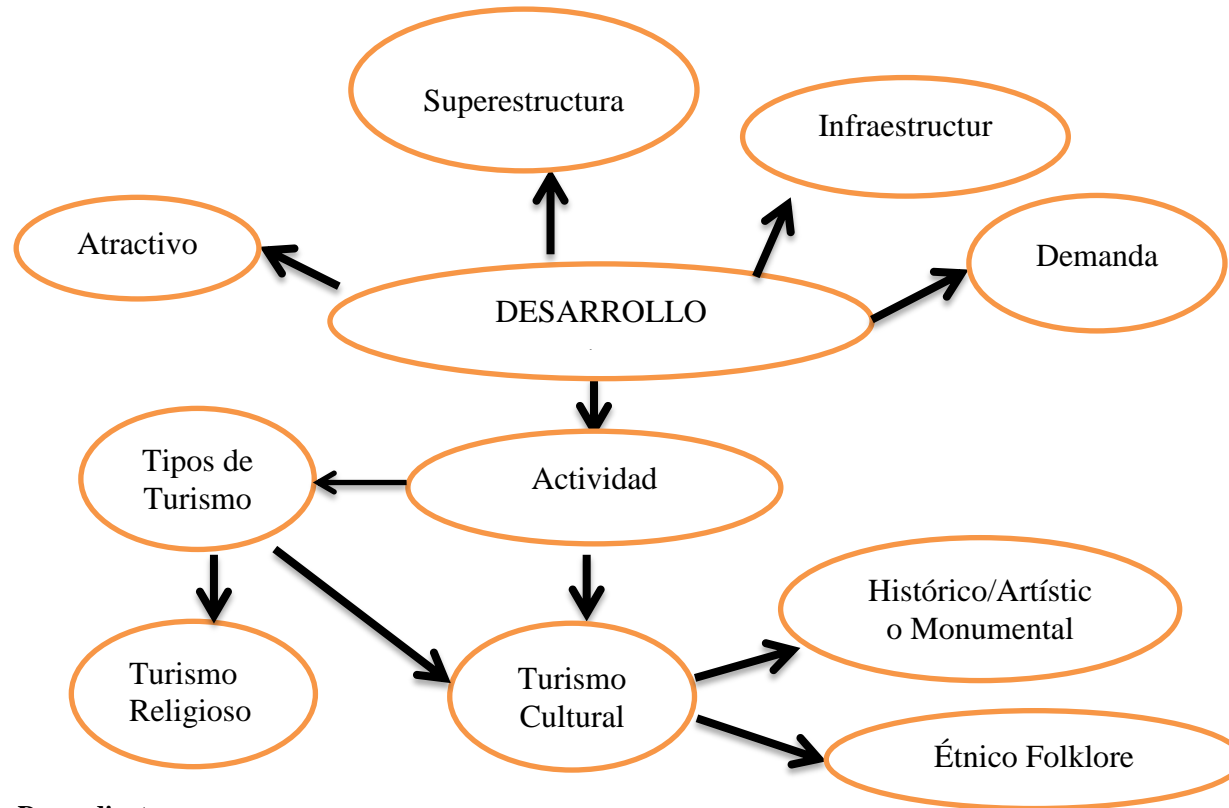 Superestructura
Infraestructur
Atractivo
Demanda
DESARROLLO
Tipos de
Turismo
Actividad
Histórico/Artístic
o Monumental
Turismo
Religioso
Turismo
Cultural
Étnico Folklore